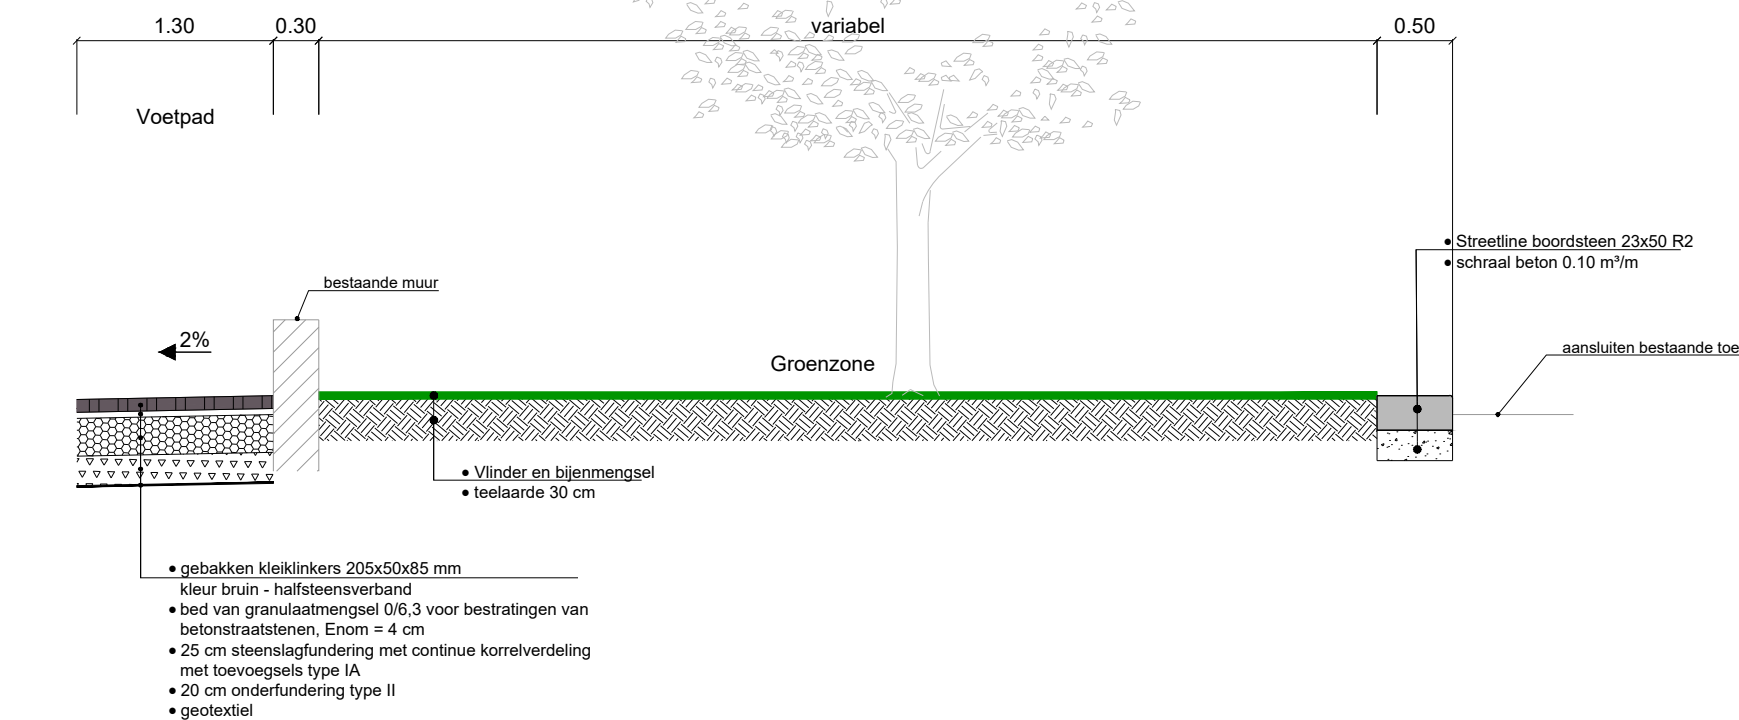 1.30 0.30 variabel 0.50
Voetpad
• Streetline boordsteen 23x50 R2
• schraal beton 0.10 m³/m
bestaande muur
2%
aansluiten bestaande toe
Groenzone
• Vlinder en bijenmengsel
• teelaarde 30 cm
• gebakken kleiklinkers 205x50x85 mm
kleur bruin - halfsteensverband
• bed van granulaatmengsel 0/6,3 voor bestratingen van
betonstraatstenen, Enom = 4 cm
• 25 cm steenslagfundering met continue korrelverdeling
met toevoegsels type IA
• 20 cm onderfundering type II
• geotextiel